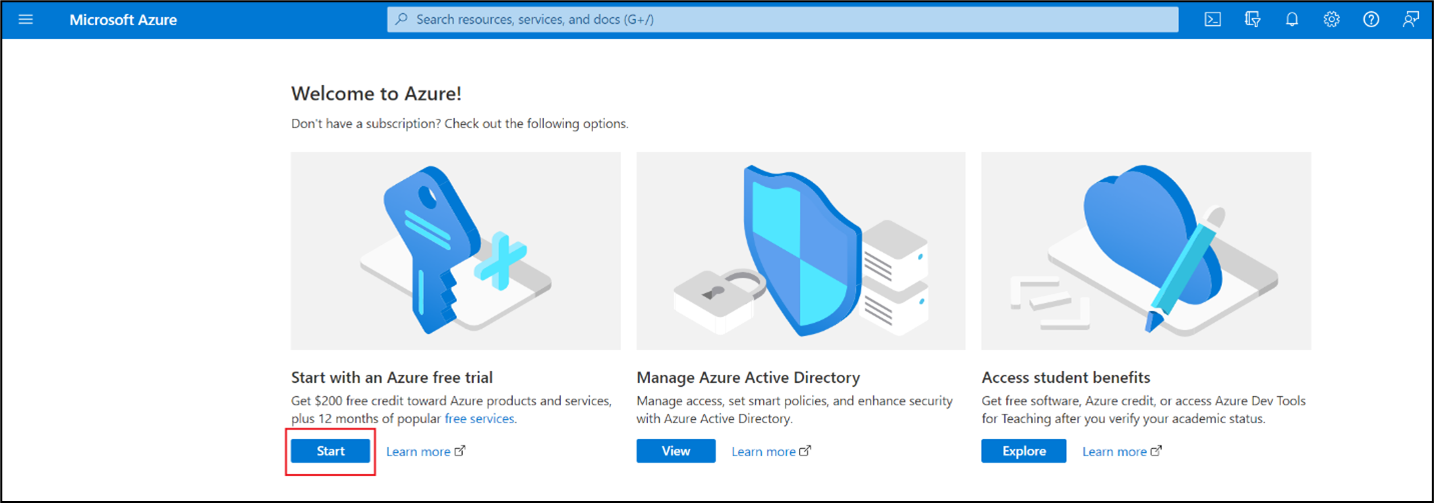 Microsoft Azure
Search resources, services, and docs (G+/)
Welcome to Azure!
Don't have a subscription? Check out the following options.
Start with an Azure free trial
Get $200 free credit toward Azure products and services,
plus 12 months of popular free services.
Start
Learn more
Manage Azure Active Directory
Manage access, set smart policies, and enhance security
with Azure Active Directory.
View
Learn more
Access student benefits
Get free software, Azure credit, or access Azure Dev Tools
for Teaching after you verify your academic status.
Explore
Learn more